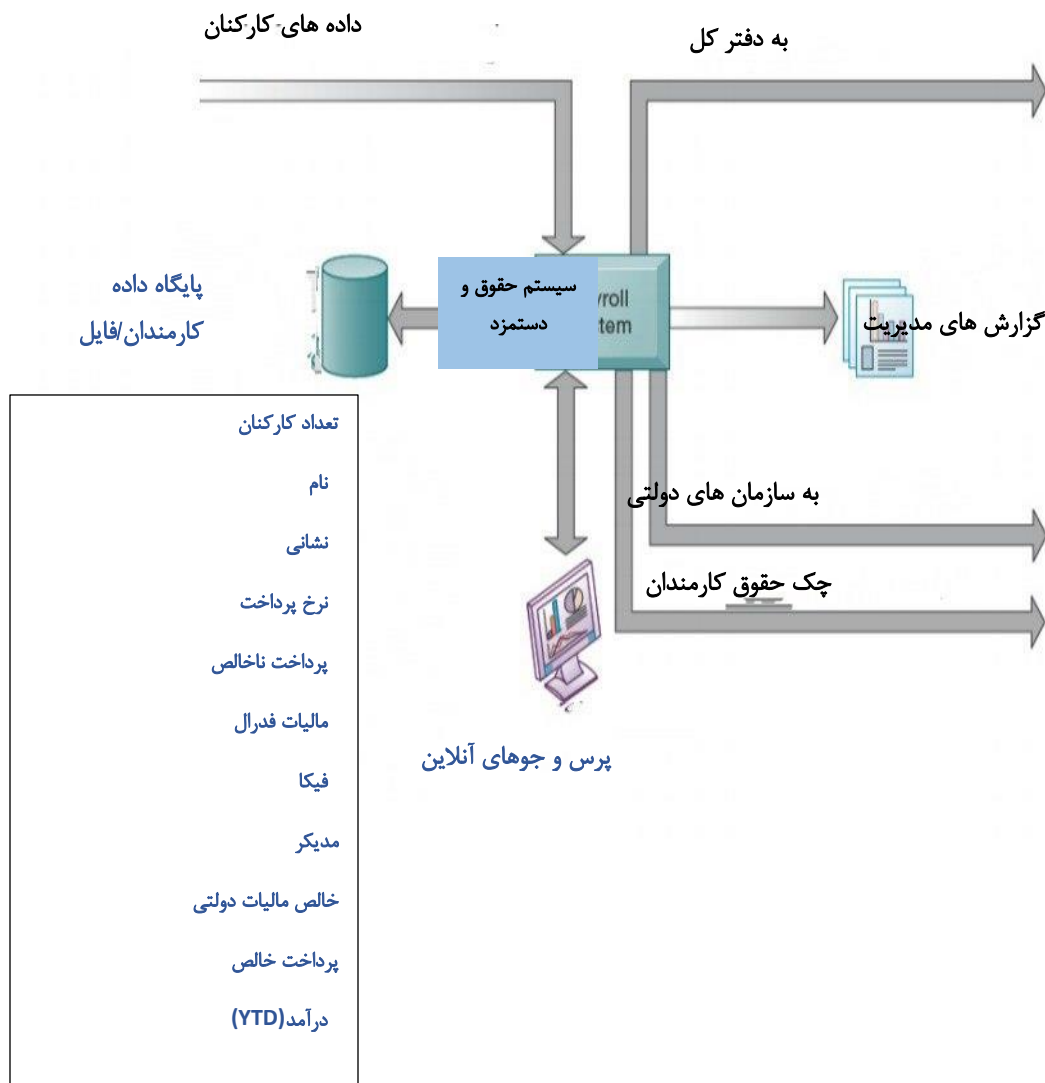 داده های کارکنان
به دفتر کل
پایگاه داده
کارمندان/فایل
سیستم حقوق و
دستمزد
yroll
tem
گزارش های مدیریت
به سازمان های دولتی
چک حقوق کارمندان
پرس و جوهای آنلاین
تعداد کارکنان
نام
نشانی
نرخ پرداخت
پرداخت ناخالص
مالیات فدرال
فیکا
مدیکر
خالص مالیات دولتی
پرداخت خالص
درآمد(YTD)